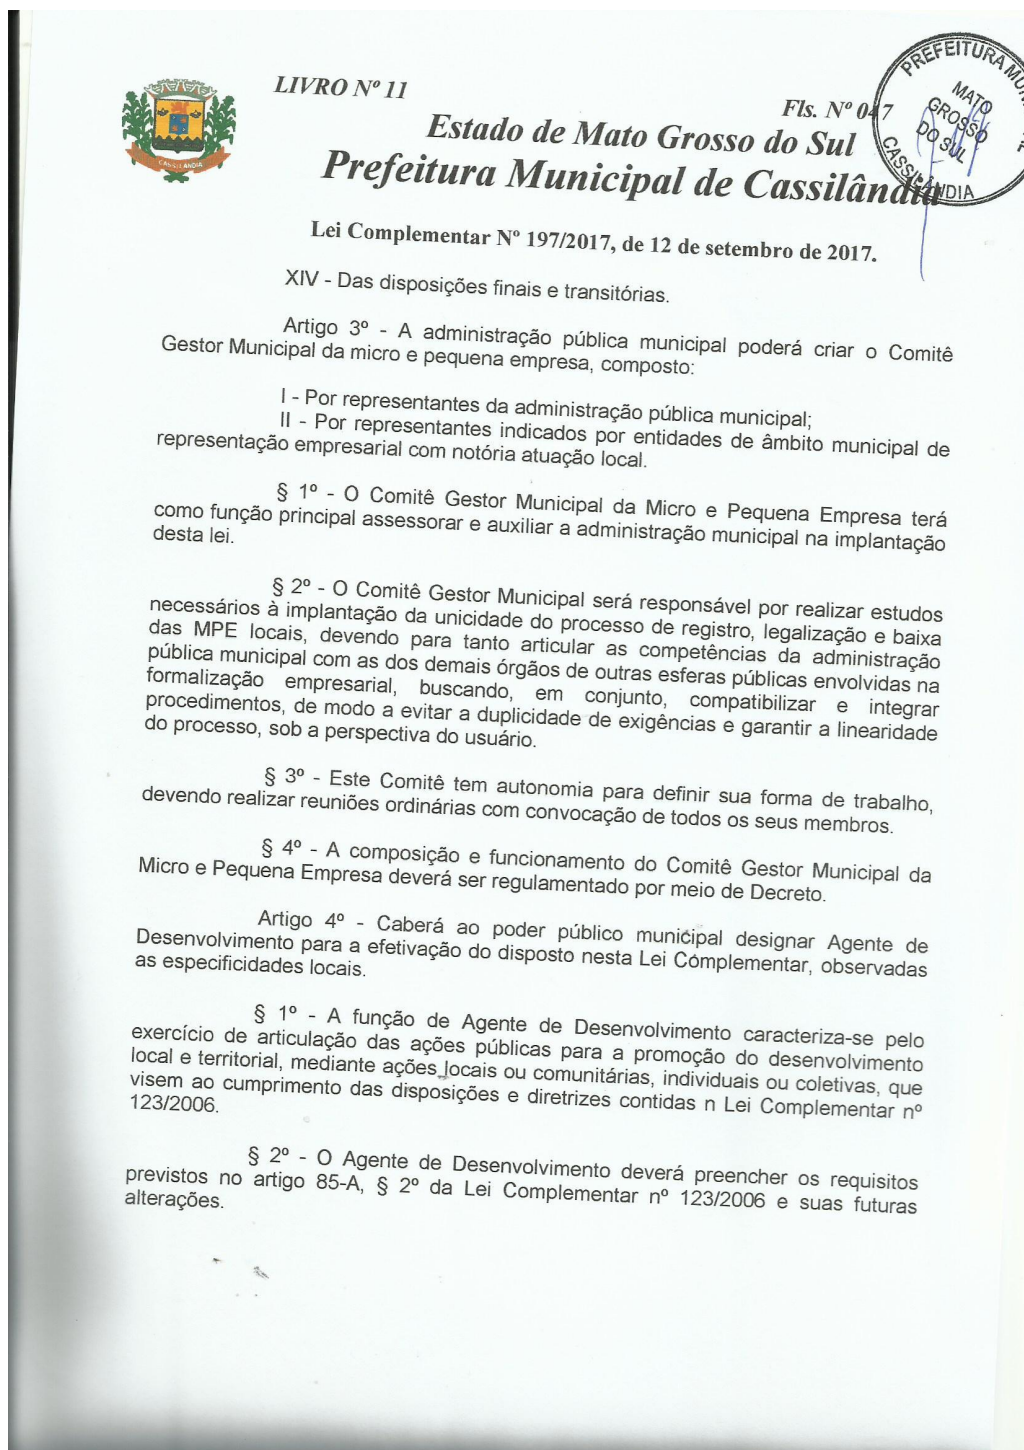 LIVRO Nº 11
Fls. Nº 047
Estado de Mato Grosso do Sul
Prefeitura Municipal de Cassilândia
PREFEITURA MUN
MATO
GROSSO
DO SUL
CASSILÂNDIA
CASSILÂNDIA
Lei Complementar Nº 197/2017, de 12 de setembro de 2017.
XIV - Das disposições finais e transitórias.
Artigo 3º - A administração pública municipal poderá criar o Comitê
Gestor Municipal da micro e pequena empresa, composto:
I - Por representantes da administração pública municipal;
II - Por representantes indicados por entidades de âmbito municipal de
representação empresarial com notória atuação local.
§ 1º - O Comitê Gestor Municipal da Micro e Pequena Empresa terá
como função principal assessorar e auxiliar a administração municipal na implantação
desta lei.
§ 2º - O Comitê Gestor Municipal será responsável por realizar estudos
necessários à implantação da unicidade do processo de registro, legalização e baixa
das MPE locais, devendo para tanto articular as competências da administração
pública municipal com as dos demais órgãos de outras esferas públicas envolvidas na
formalização empresarial, buscando, em conjunto, compatibilizar e integrar
procedimentos, de modo a evitar a duplicidade de exigências e garantir a linearidade
do processo, sob a perspectiva do usuário.
§ 3º - Este Comitê tem autonomia para definir sua forma de trabalho,
devendo realizar reuniões ordinárias com convocação de todos os seus membros.
§ 4º - A composição e funcionamento do Comitê Gestor Municipal da
Micro e Pequena Empresa deverá ser regulamentado por meio de Decreto.
Artigo 4º - Caberá ao poder público municipal designar Agente de
Desenvolvimento para a efetivação do disposto nesta Lei Complementar, observadas
as especificidades locais.
§ 1º - A função de Agente de Desenvolvimento caracteriza-se pelo
exercício de articulação das ações públicas para a promoção do desenvolvimento
local e territorial, mediante ações locais ou comunitárias, individuais ou coletivas, que
visem ao cumprimento das disposições e diretrizes contidas n Lei Complementar nº
123/2006.
§ 2º - O Agente de Desenvolvimento deverá preencher os requisitos
previstos no artigo 85-A, § 2º da Lei Complementar nº 123/2006 e suas futuras
alterações.